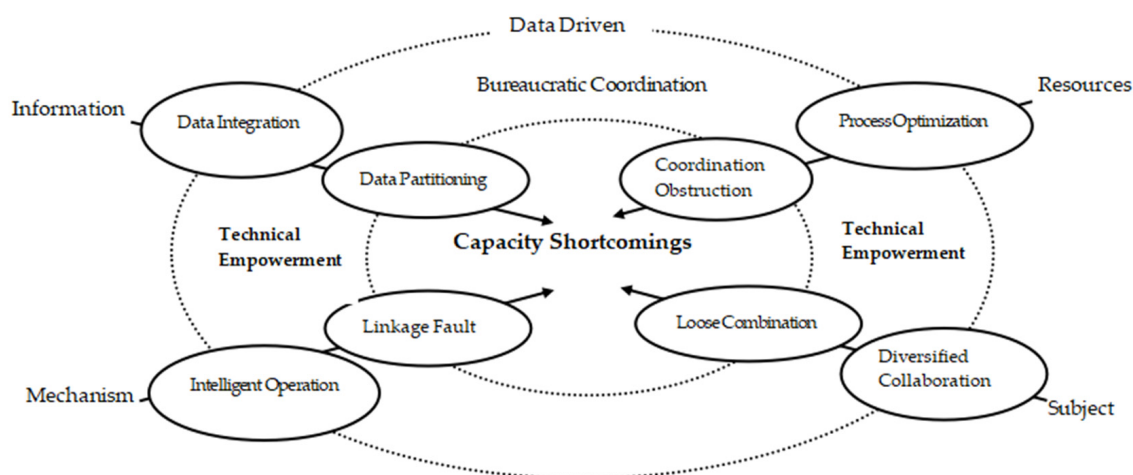 Data Driven
Bureaucratic Coordination
Information
Resources
Data Integration
Process Optimization
Data Partitioning
Coordination
Obstruction
Technical
Empowerment
Capacity Shortcomings
Technical
Empowerment
Linkage Fault
Loose Combination
Intelligent Operation
Diversified
Collaboration
Mechanism
Subject